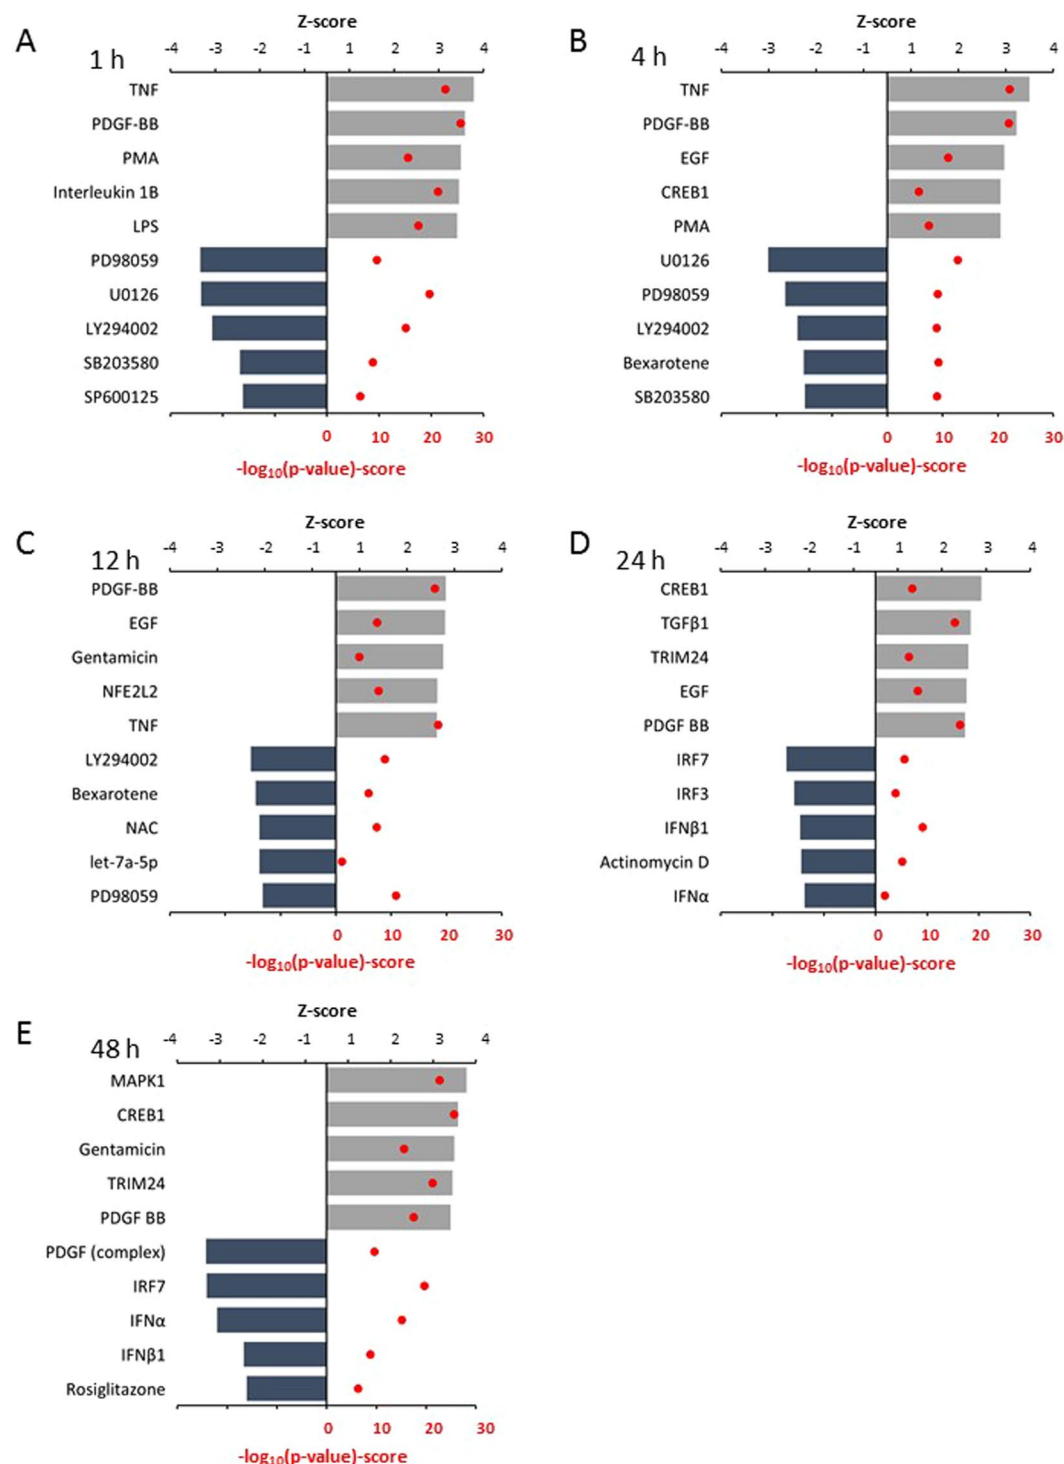 A
1 h
Z-score
-4 -3 -2 -1 1 2 3 4
TNF
PDGF-BB
PMA
Interleukin 1B
LPS
PD98059
U0126
LY294002
SB203580
SP600125
0 10 20 30
-log₁₀(p-value)-score
B
4 h
Z-score
-4 -3 -2 -1 1 2 3 4
TNF
PDGF-BB
EGF
CREB1
PMA
U0126
PD98059
LY294002
Bexarotene
SB203580
0 10 20 30
-log₁₀(p-value)-score
C
12 h
Z-score
-4 -3 -2 -1 1 2 3 4
PDGF-BB
EGF
Gentamicin
NFE2L2
TNF
LY294002
Bexarotene
NAC
let-7a-5p
PD98059
0 10 20 30
-log₁₀(p-value)-score
D
24 h
Z-score
-4 -3 -2 -1 1 2 3 4
CREB1
TGFβ1
TRIM24
EGF
PDGF BB
IRF7
IRF3
IFNβ1
Actinomycin D
IFNα
0 10 20 30
-log₁₀(p-value)-score
E
48 h
Z-score
-4 -3 -2 -1 1 2 3 4
MAPK1
CREB1
Gentamicin
TRIM24
PDGF BB
PDGF (complex)
IRF7
IFNα
IFNβ1
Rosiglitazone
0 10 20 30
-log₁₀(p-value)-score